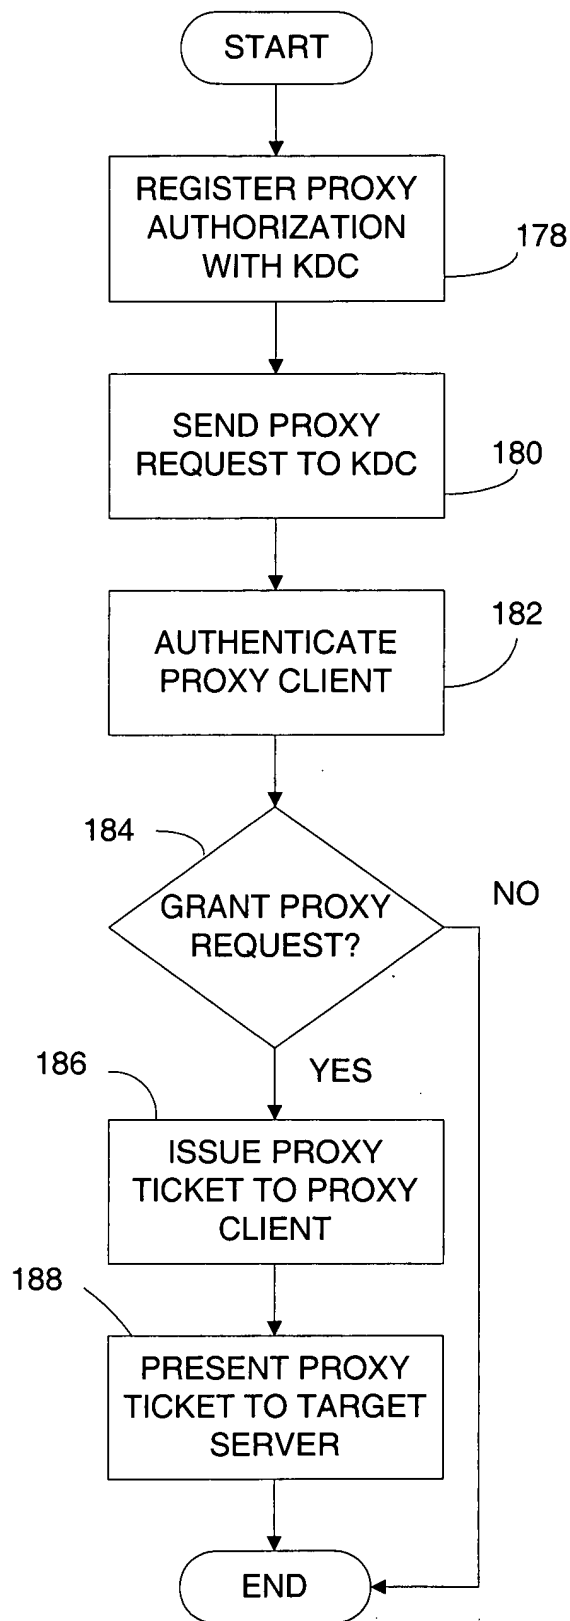 START
REGISTER PROXY
AUTHORIZATION
WITH KDC
178
SEND PROXY
REQUEST TO KDC
180
AUTHENTICATE
PROXY CLIENT
182
184
GRANT PROXY
REQUEST?
NO
YES
186
ISSUE PROXY
TICKET TO PROXY
CLIENT
188
PRESENT PROXY
TICKET TO TARGET
SERVER
END